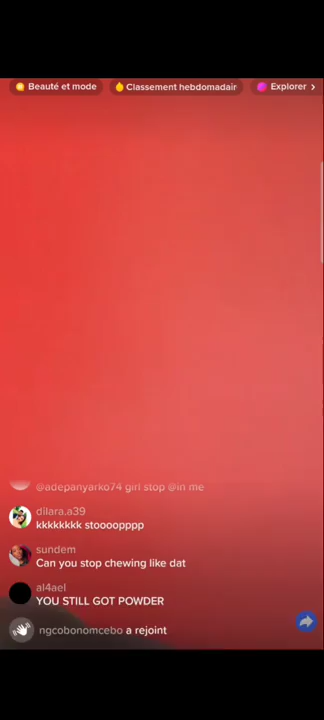 Beauté et mode
Classement hebdomadair
Explorer >
@adepanyarko74 girl stop @in me
dilara.a39
kkkkkkkk stoooopppp
sundem
Can you stop chewing like dat
al4ael
YOU STILL GOT POWDER
ngcobonomcebo a rejoint